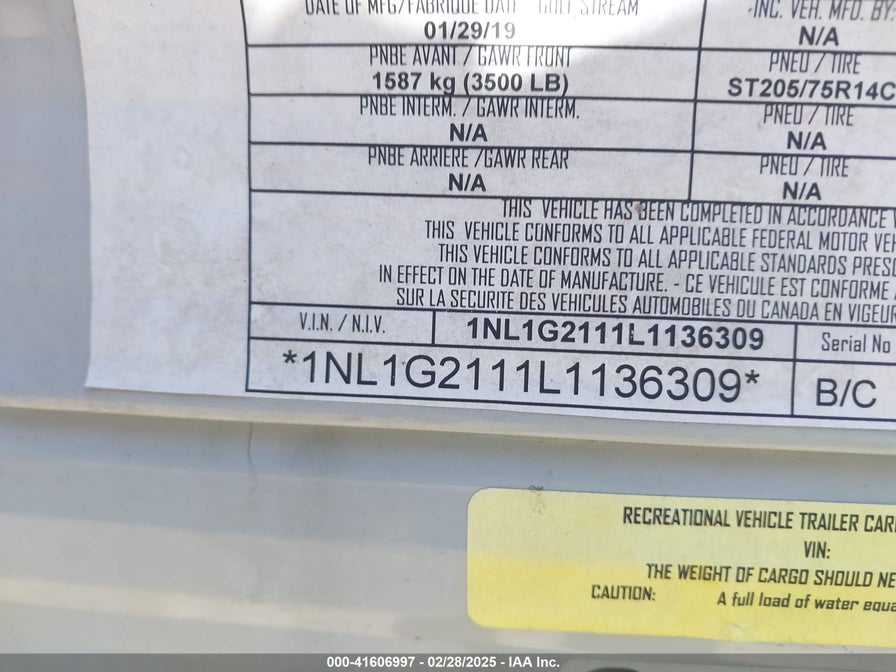 DATE OF MFG/FABRIQUE DATE - GULF STREAM
INC. VEH. MFD. BY
01/29/19
N/A
PNBE AVANT / GAWR FRONT
PNEU / TIRE
1587 kg (3500 LB)
ST205/75R14C
PNBE INTERM. / GAWR INTERM.
PNEU / TIRE
N/A
N/A
PNBE ARRIERE /GAWR REAR
PNEU / TIRE
N/A
N/A
THIS VEHICLE HAS BEEN COMPLETED IN ACCORDANCE
THIS VEHICLE CONFORMS TO ALL APPLICABLE FEDERAL MOTOR VEH
THIS VEHICLE CONFORMS TO ALL APPLICABLE STANDARDS PRESC
IN EFFECT ON THE DATE OF MANUFACTURE. - CE VEHICULE EST CONFORME
SUR LA SECURITE DES VEHICULES AUTOMOBILES DU CANADA EN VIGEUR
V.I.N. / N.I.V.
1NL1G2111L1136309
Serial No
*1NL1G2111L1136309*
B/C
RECREATIONAL VEHICLE TRAILER CAR
VIN:
THE WEIGHT OF CARGO SHOULD NE
CAUTION:
A full load of water equa
000-41606997 - 02/28/2025 - IAA Inc.